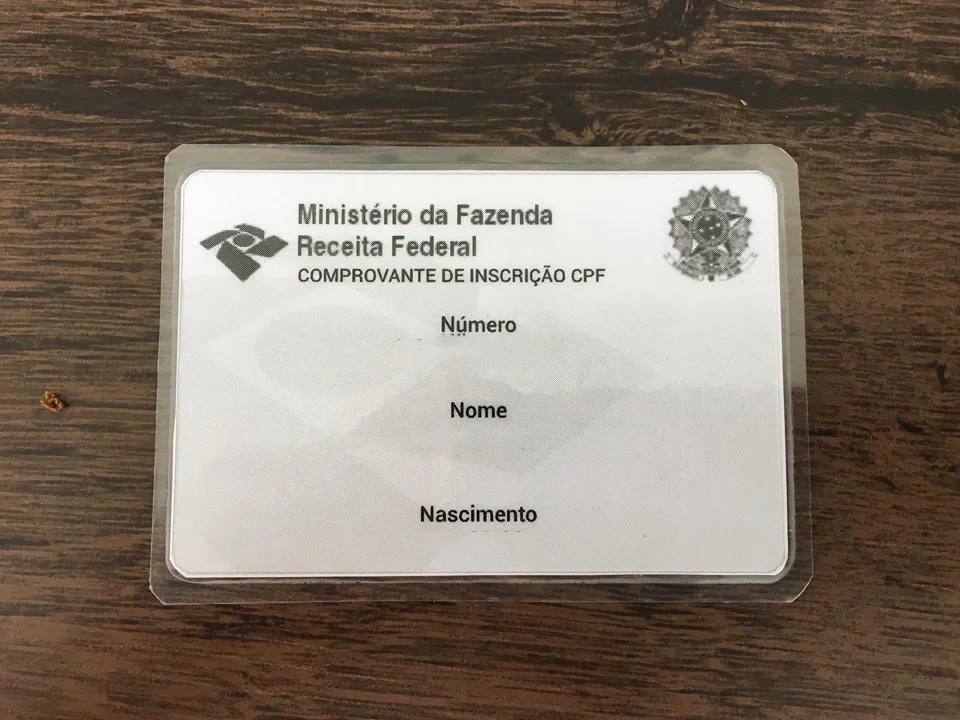 Ministério da Fazenda
Receita Federal
COMPROVANTE DE INSCRIÇÃO CPF
Número
Nome
Nascimento